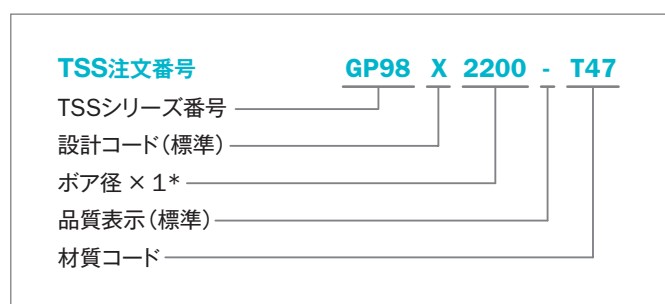 TSS注文番号 GP98 X 2200 - T47
TSSシリーズ番号
設計コード（標準）
ボア径 × 1*
品質表示（標準）
材質コード